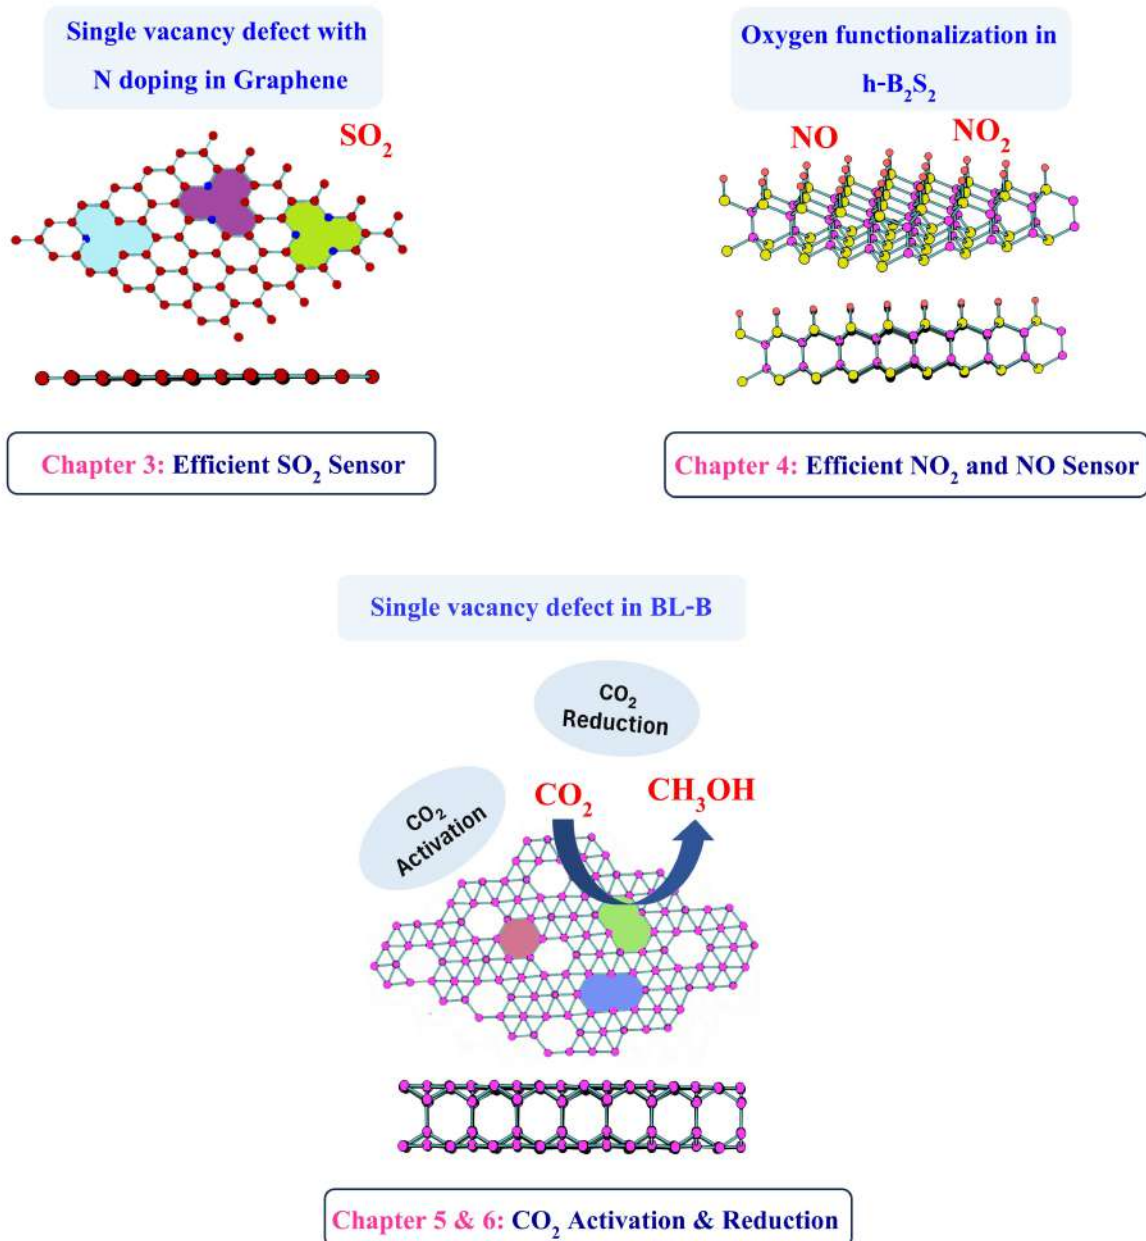 Single vacancy defect with
N doping in Graphene
SO₂
Chapter 3: Efficient SO₂ Sensor
Oxygen functionalization in
h-B₂S₂
NO NO₂
Chapter 4: Efficient NO₂ and NO Sensor
Single vacancy defect in BL-B
CO₂
Reduction
CO₂
Activation
CO₂ CH₃OH
Chapter 5 & 6: CO₂ Activation & Reduction